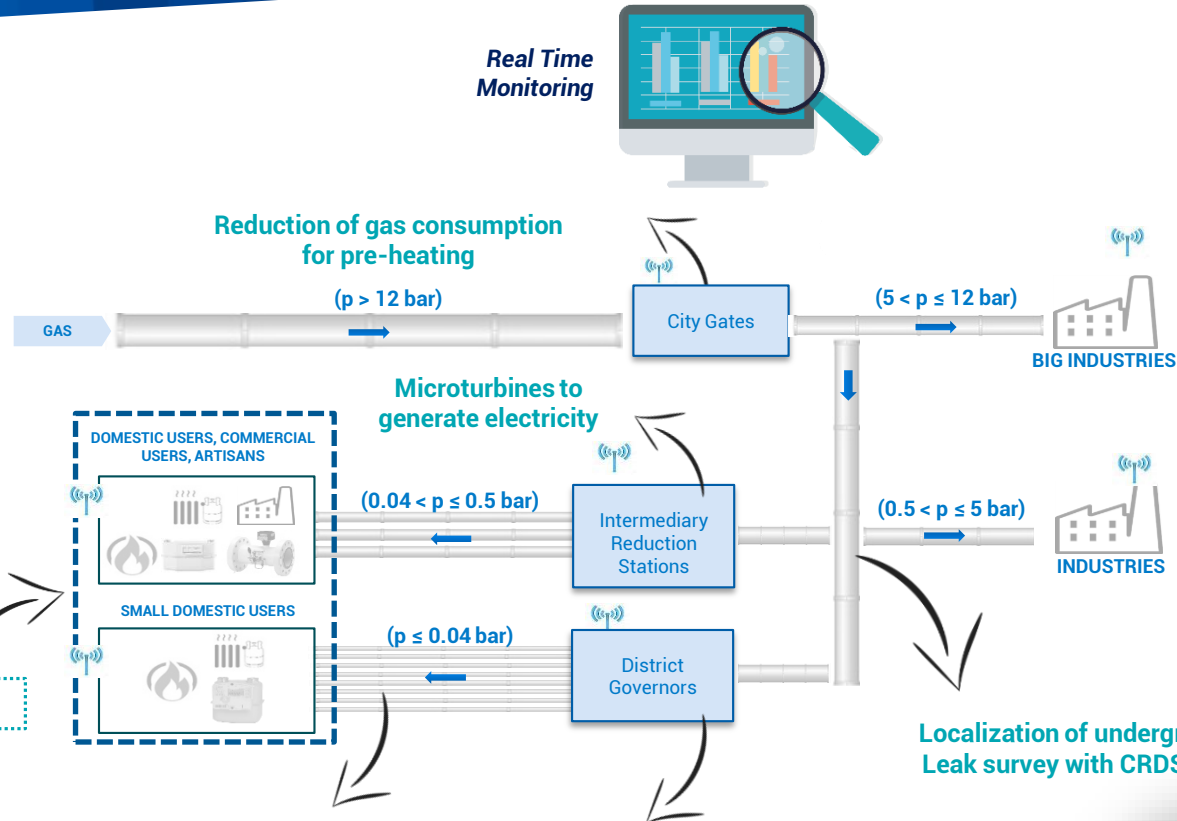 Real Time
Monitoring
Reduction of gas consumption
for pre-heating
(p > 12 bar)
GAS
City Gates
(5 < p ≤ 12 bar)
BIG INDUSTRIES
Microturbines to
generate electricity
DOMESTIC USERS, COMMERCIAL
USERS, ARTISANS
(0.04 < p ≤ 0.5 bar)
Intermediary
Reduction
Stations
(0.5 < p ≤ 5 bar)
INDUSTRIES
SMALL DOMESTIC USERS
(p ≤ 0.04 bar)
District
Governors
Localization of
Leak survey with CRDS